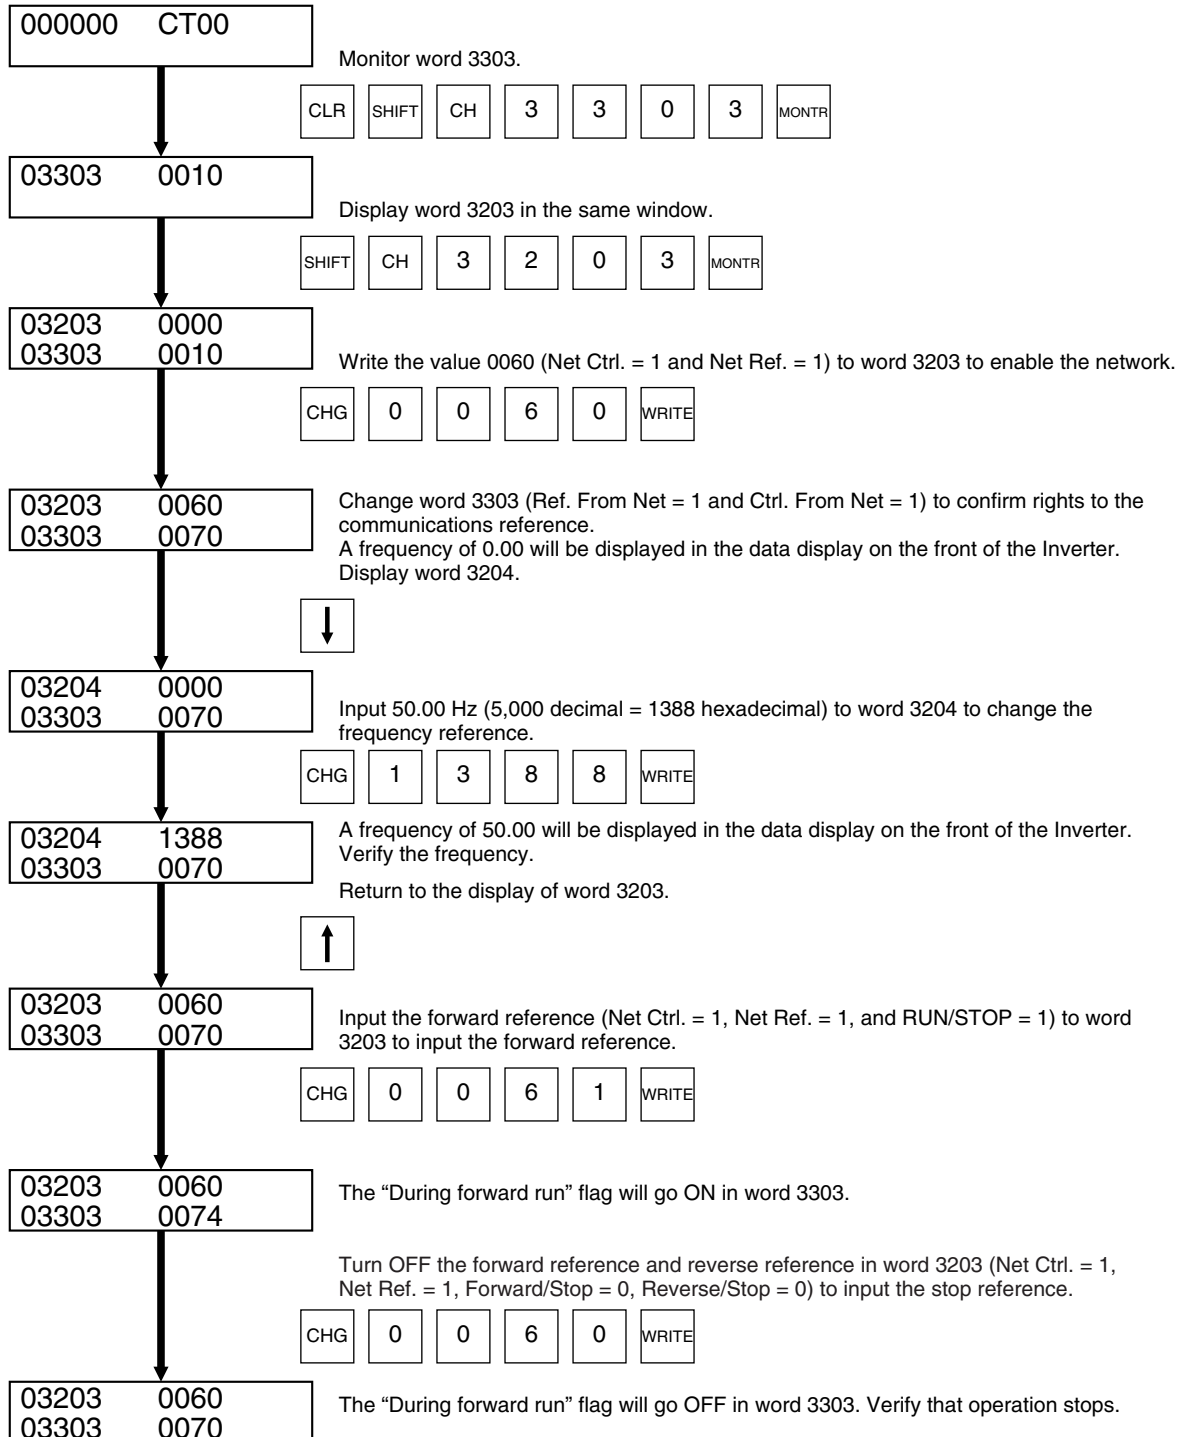 000000 CT00
Monitor word 3303.
CLR SHIFT CH 3 3 0 3 MONTR
03303 0010
Display word 3203 in the same window.
SHIFT CH 3 2 0 3 MONTR
03203 0000
03303 0010
Write the value 0060 (Net Ctrl. = 1 and Net Ref. = 1) to word 3203 to enable the network.
CHG 0 0 6 0 WRITE
03203 0060
03303 0070
Change word 3303 (Ref. From Net = 1 and Ctrl. From Net = 1) to confirm rights to the
communications reference.
A frequency of 0.00 will be displayed in the data display on the front of the Inverter.
Display word 3204.
03204 0000
03303 0070
Input 50.00 Hz (5,000 decimal = 1388 hexadecimal) to word 3204 to change the
frequency reference.
CHG 1 3 8 8 WRITE
03204 1388
03303 0070
A frequency of 50.00 will be displayed in the data display on the front of the Inverter.
Verify the frequency.
Return to the display of word 3203.
03203 0060
03303 0070
Input the forward reference (Net Ctrl. = 1, Net Ref. = 1, and RUN/STOP = 1) to word
3203 to input the forward reference.
CHG 0 0 6 1 WRITE
03203 0060
03303 0074
The “During forward run” flag will go ON in word 3303.
Turn OFF the forward reference and reverse reference in word 3203 (Net Ctrl. = 1,
Net Ref. = 1, Forward/Stop = 0, Reverse/Stop = 0) to input the stop reference.
CHG 0 0 6 0 WRITE
03203 0060
03303 0070
The “During forward run” flag will go OFF in word 3303. Verify that operation stops.